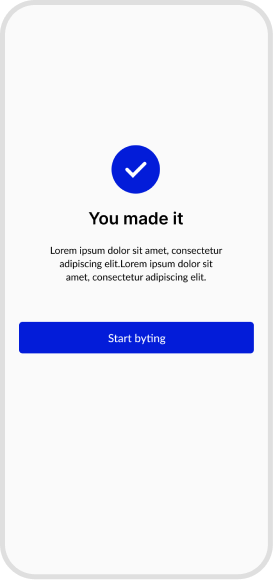 You made it
Lorem ipsum dolor sit amet, consectetur
adipiscing elit.Lorem ipsum dolor sit
amet, consectetur adipiscing elit.
Start byting